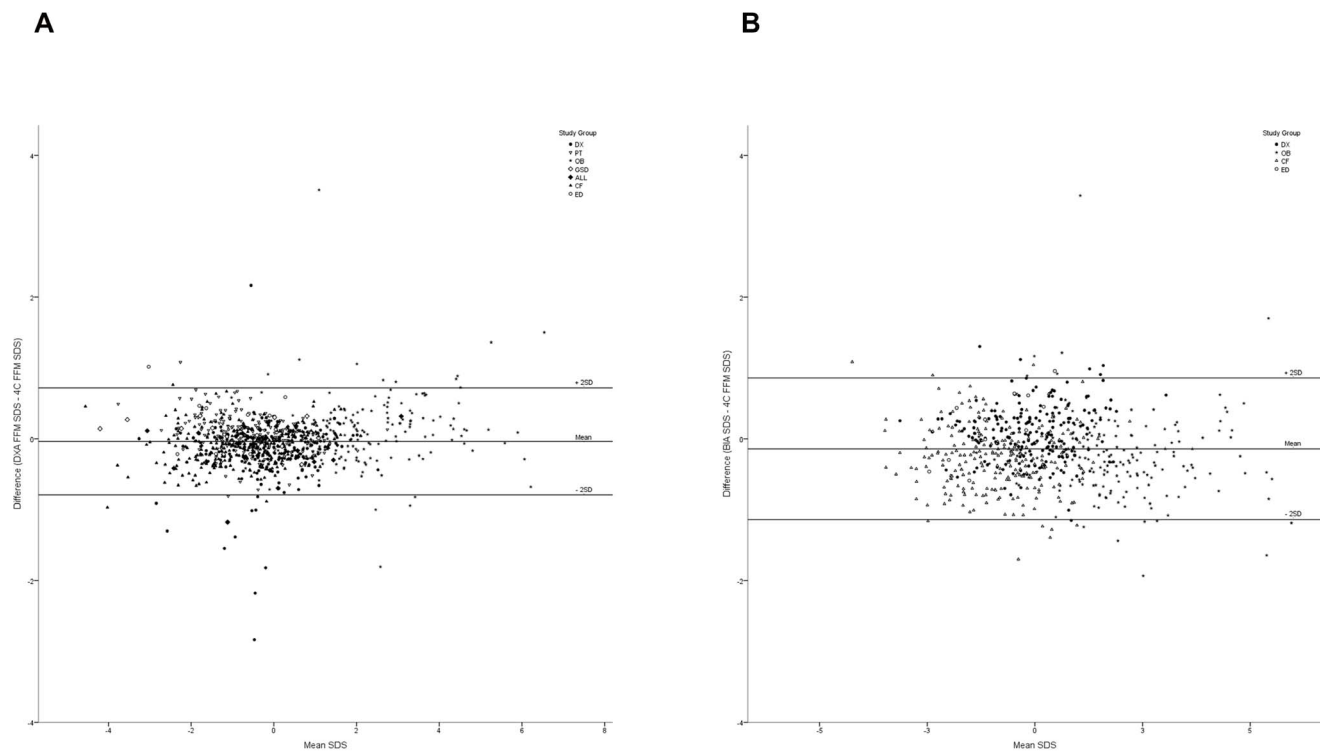 A
Study Group
DX
PT
OB
GSD
ALL
CF
ED
4
2
0
-2
-4
Difference (DXA FFM SDS - 4C FFM SDS)
+ 2SD
Mean
- 2SD
-4
-2
0
2
4
6
8
Mean SDS
B
Study Group
DX
OB
CF
ED
4
2
0
-2
-4
Difference (BIA SDS - 4C FFM SDS)
+ 2SD
Mean
- 2SD
-5
-3
0
3
5
Mean SDS